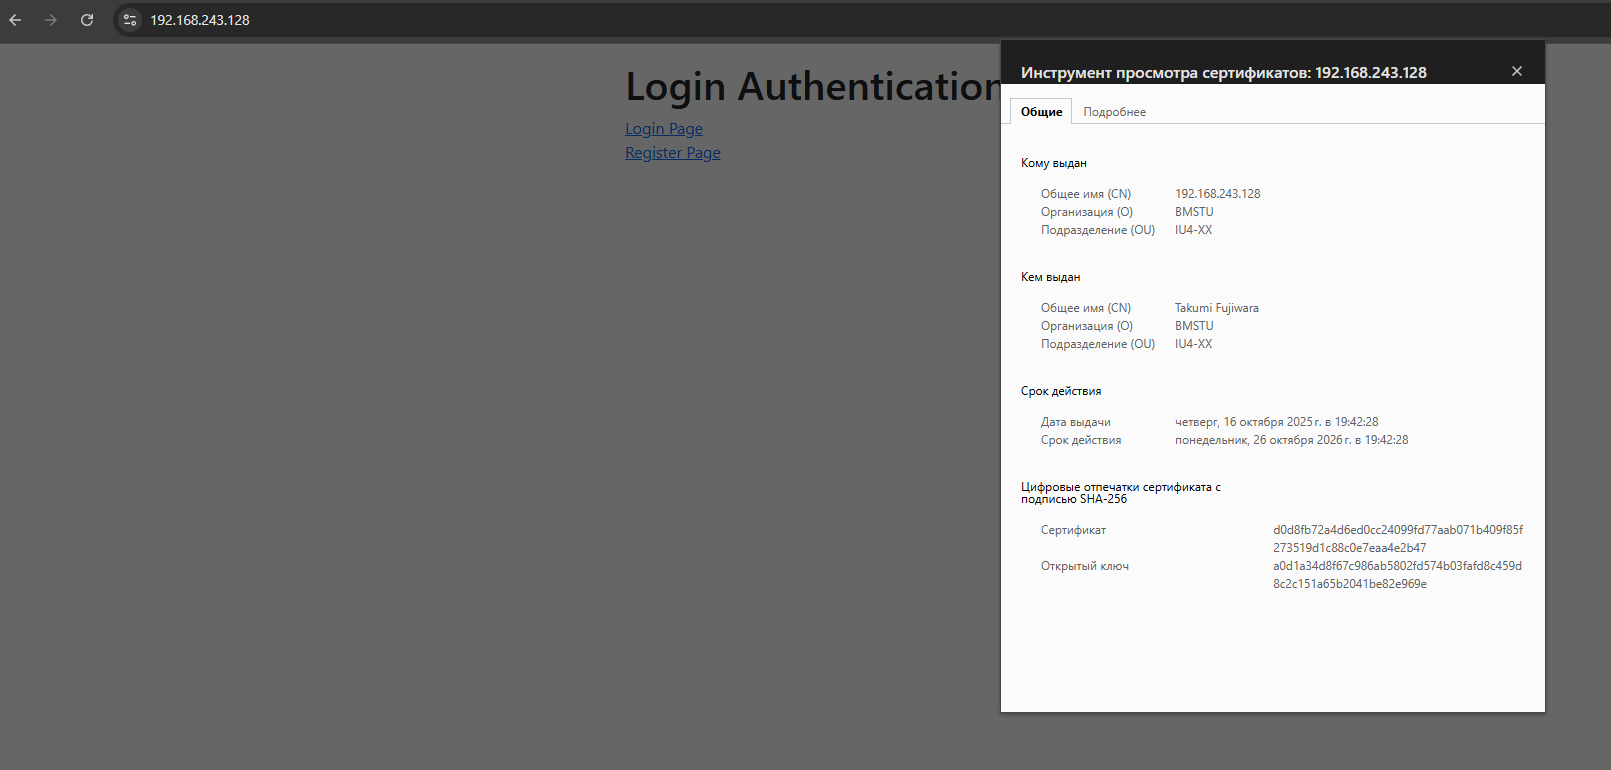 192.168.243.128
Login Authentication
Login Page
Register Page
Инструмент просмотра сертификатов: 192.168.243.128
Общие Подробнее
Кому выдан
Общее имя (CN) 192.168.243.128
Организация (O) BMSTU
Подразделение (OU) IU4-XX
Кем выдан
Общее имя (CN) Takumi Fujiwara
Организация (O) BMSTU
Подразделение (OU) IU4-XX
Срок действия
Дата выдачи четверг, 16 октября 2025 г. в 19:42:28
Срок действия понедельник, 26 октября 2026 г. в 19:42:28
Цифровые отпечатки сертификата с
подписью SHA-256
Сертификат d0d8fb72a4d6ed0cc24099fd77aab071b409f85f
273519d1c88c0e7eaa4e2b47
Открытый ключ a0d1a34d8f67c986ab5802fd574b03fafd8c459d
8c2c151a65b2041be82e969e